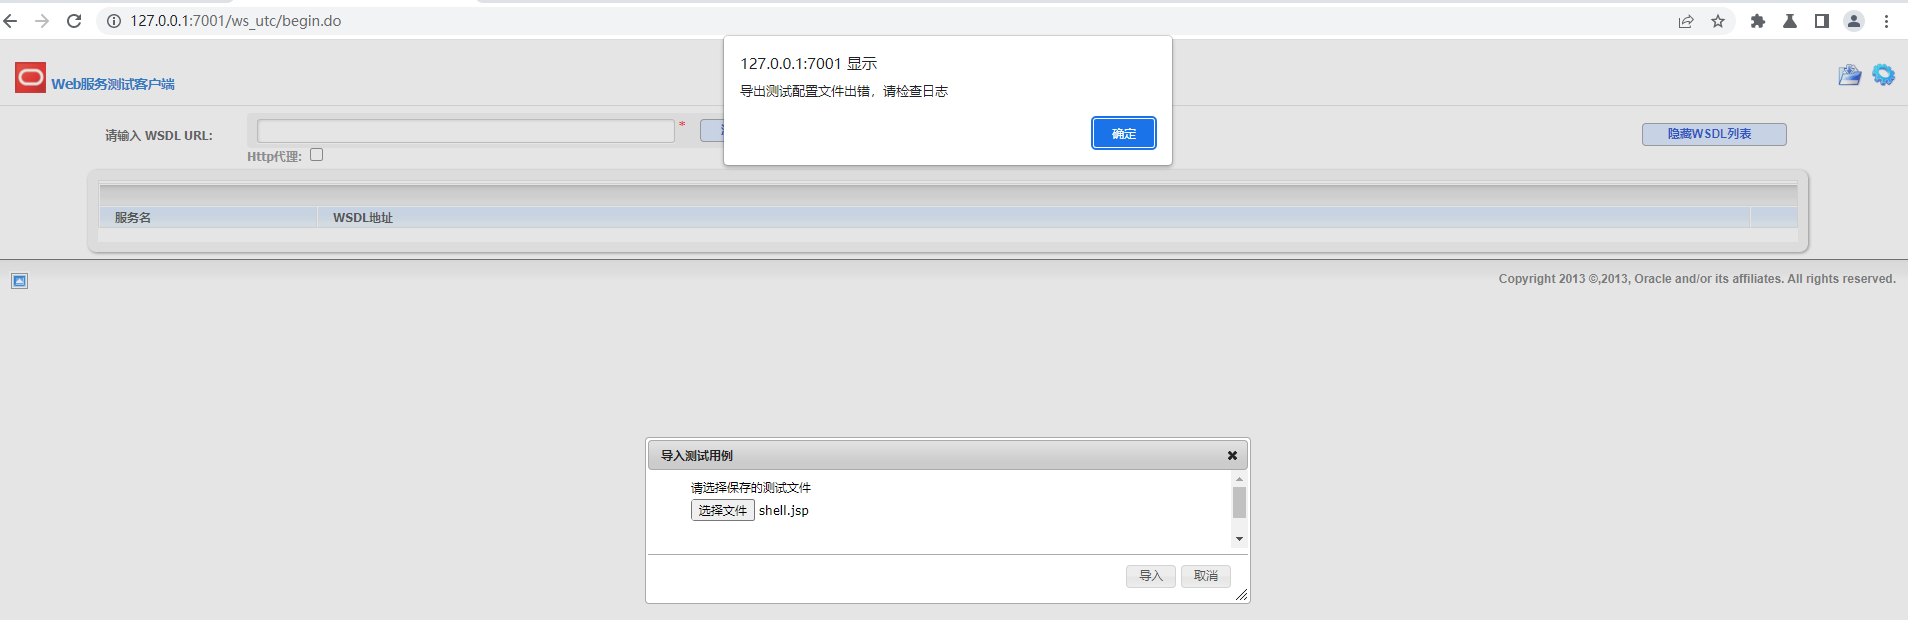 127.0.0.1:7001/ws_utc/begin.do
127.0.0.1:7001 显示
导出测试配置文件出错，请检查日志
确定
Web服务测试客户端
请输入 WSDL URL:
*
隐藏WSDL列表
Http代理:
服务名 WSDL地址
Copyright 2013 ©,2013, Oracle and/or its affiliates. All rights reserved.
导入测试用例
请选择保存的测试文件
选择文件 shell.jsp
导入 取消